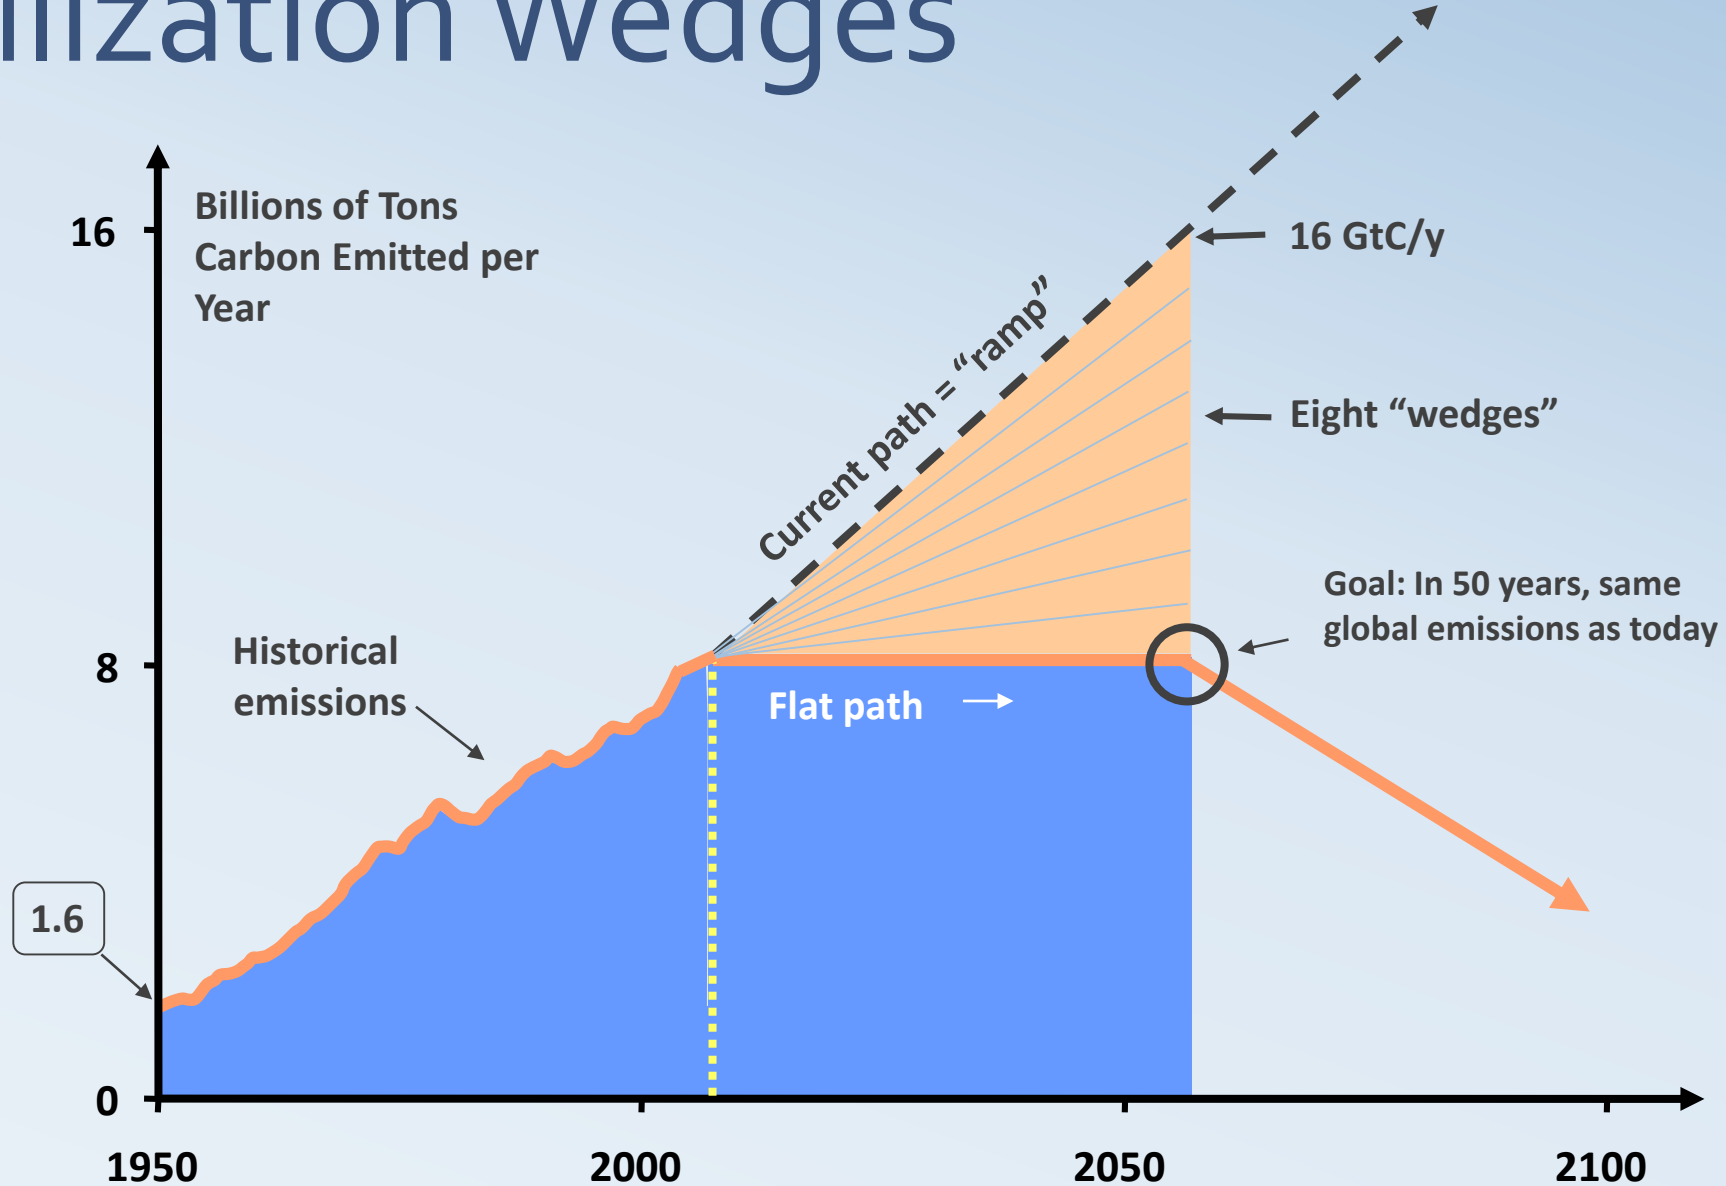 ilization Wedges
Billions of Tons
Carbon Emitted per
Year
16
16 GtC/y
Current path = “ramp”
Eight “wedges”
Goal: In 50 years, same
global emissions as today
Historical
emissions
8
Flat path
1.6
0
1950
2000
2050
2100